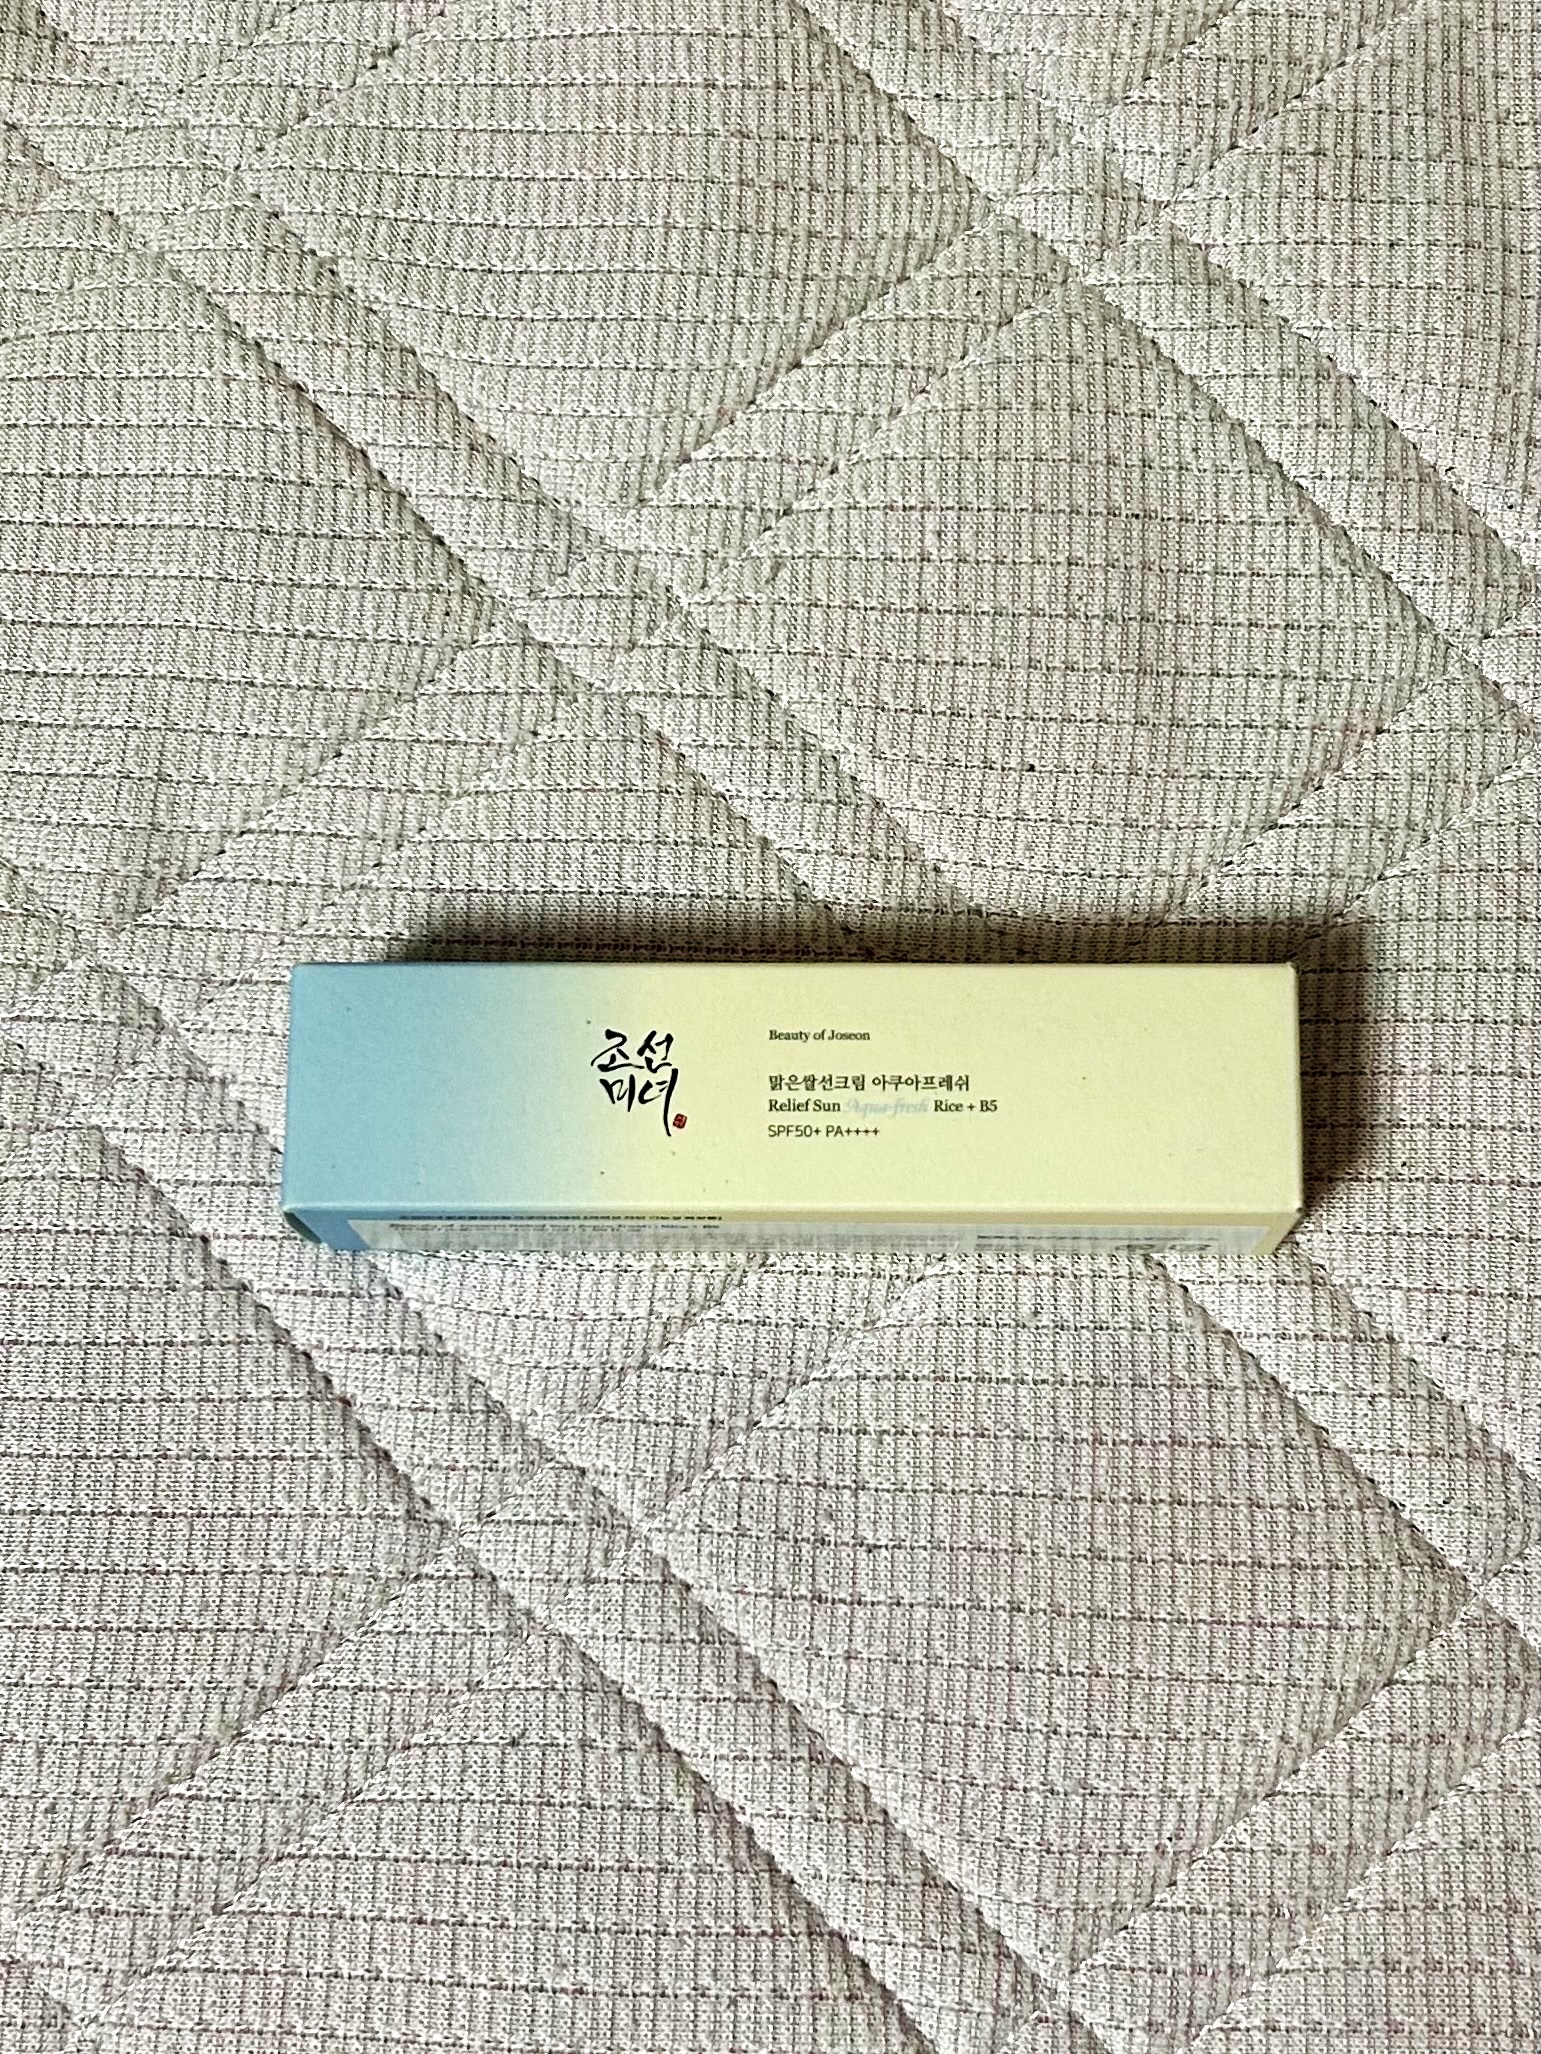 조선
미녀
Beauty of Joseon
맑은쌀선크림 아쿠아프레쉬
Relief Sun Aqua-fresh Rice + B5
SPF50+ PA++++